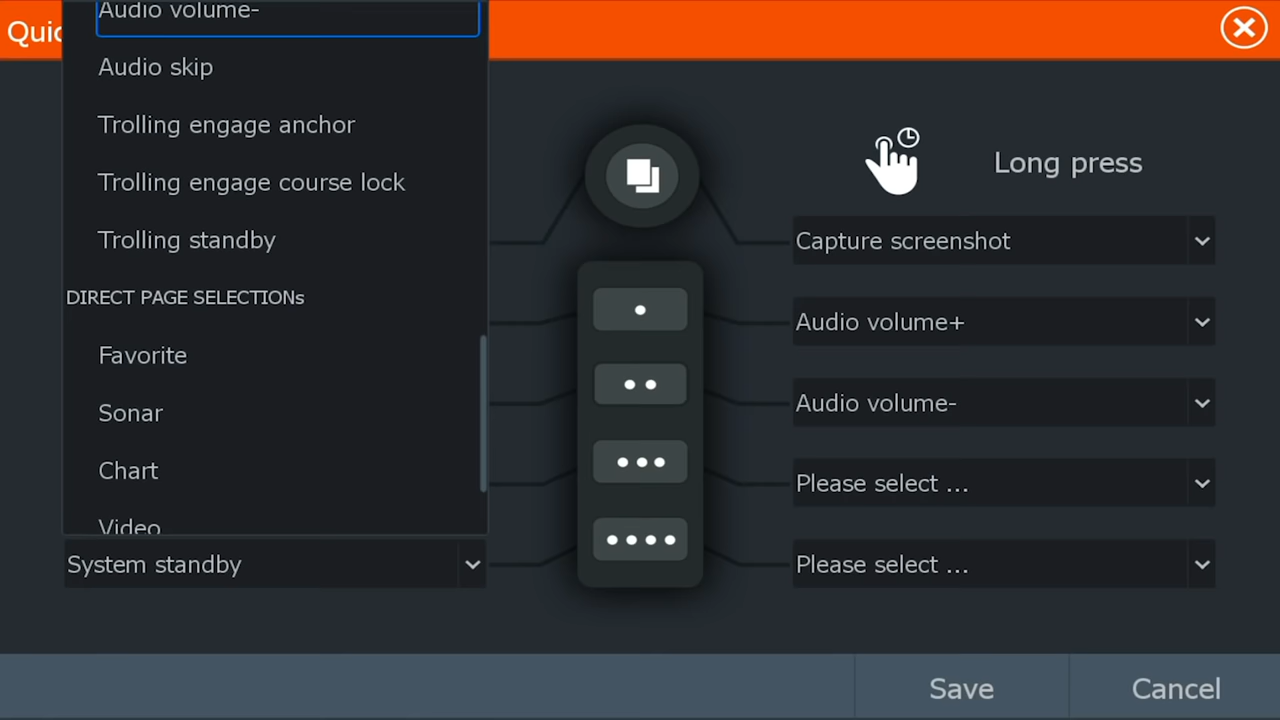 Audio volume-
Quic
Audio skip
Trolling engage anchor
Trolling engage course lock
Trolling standby
DIRECT PAGE SELECTIONs
Favorite
Sonar
Chart
Video
System standby
Long press
Capture screenshot
Audio volume+
Audio volume-
Please select ...
Please select ...
Save
Cancel